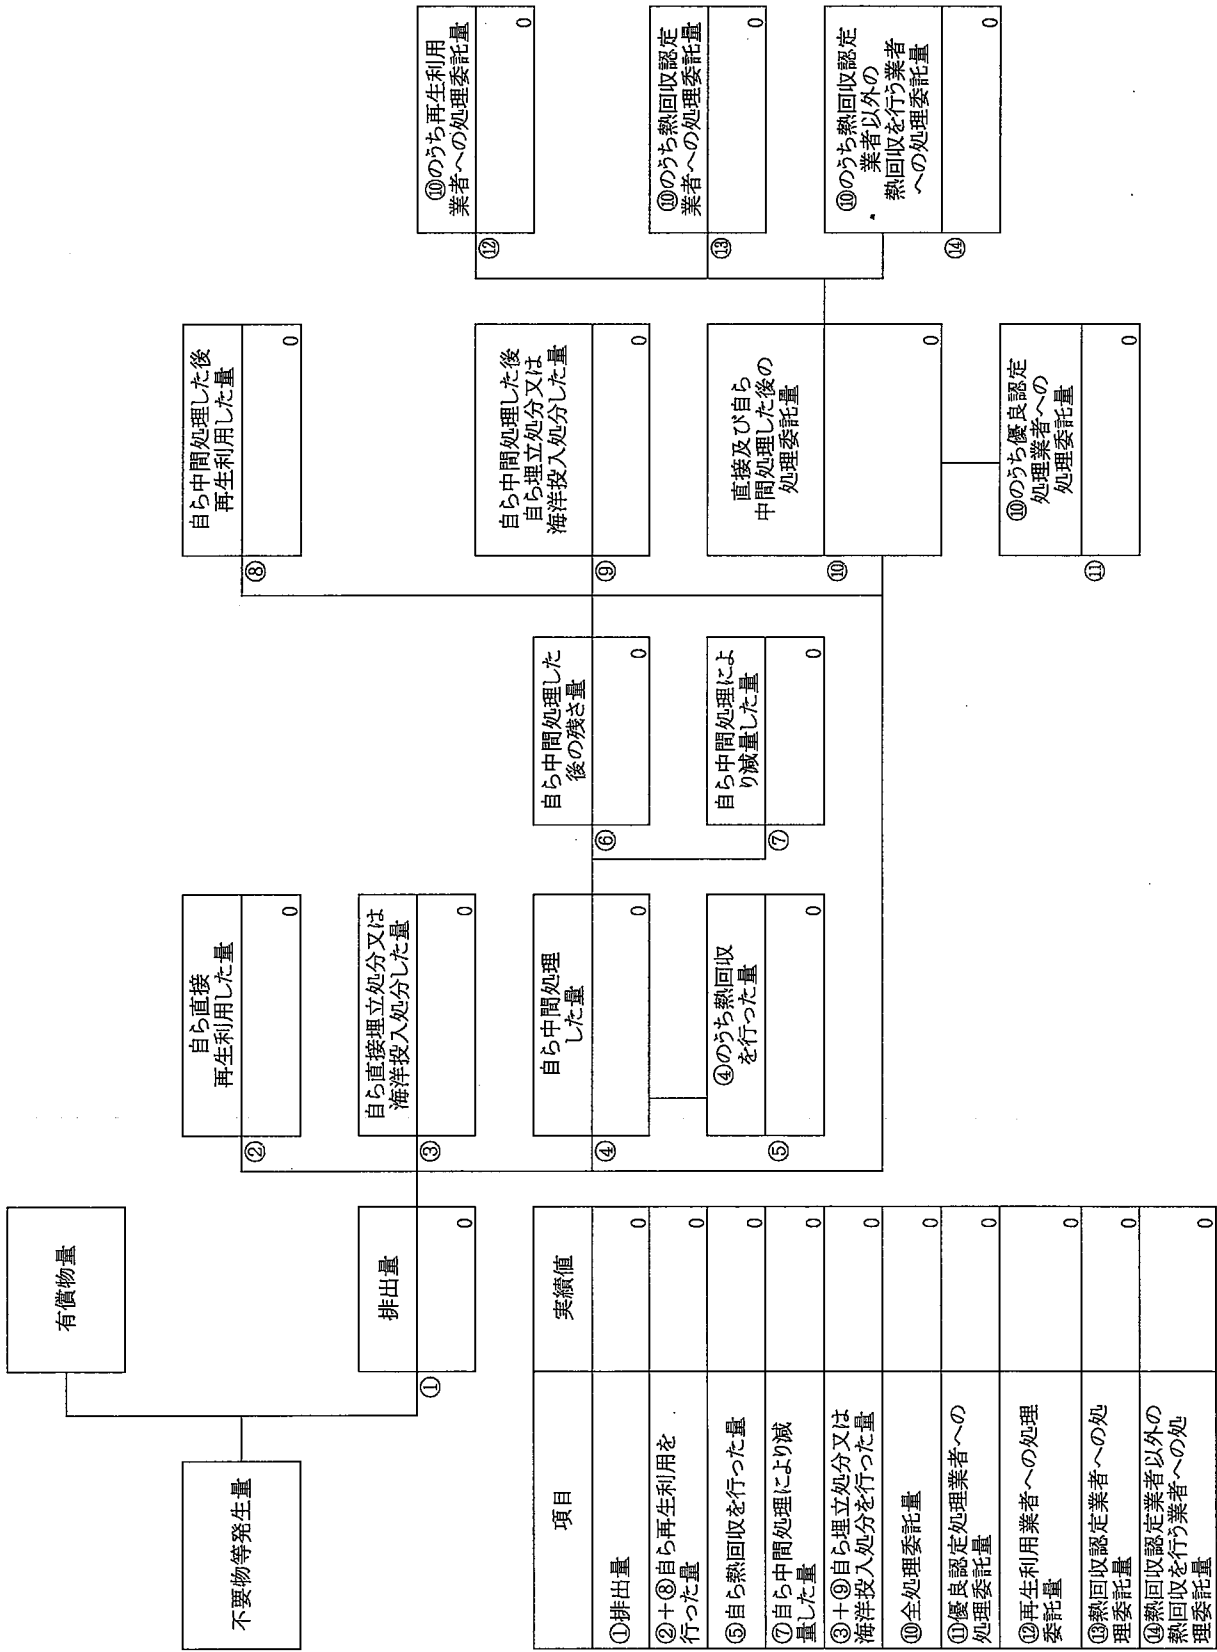 不要物等発生量
有償物量
①
排出量
0
②
自ら直接
再生利用した量
0
③
自ら直接埋立処分又は
海洋投入処分した量
0
④
自ら中間処理
した量
0
⑤
④のうち熱回収
を行った量
0
⑥
自ら中間処理した
後の残さ量
0
⑦
自ら中間処理によ
り減量した量
0
⑧
自ら中間処理した後
再生利用した量
0
⑨
自ら中間処理した後
自ら埋立処分又は
海洋投入処分した量
0
⑩
直接及び自ら
中間処理した後の
処理委託量
0
⑪
⑩のうち優良認定
処理業者への
処理委託量
0
⑫
⑩のうち再生利用
業者への処理委託量
0
⑬
⑩のうち熱回収認定
業者への処理委託量
0
⑭
⑩のうち熱回収認定
業者以外の
熱回収を行う業者
への処理委託量
0
項目 実績値
①排出量 0
②+⑧自ら再生利用を
行った量 0
⑤自ら熱回収を行った量 0
⑦自ら中間処理により減
量した量 0
③+⑨自ら埋立処分又は
海洋投入処分を行った量 0
⑩全処理委託量 0
⑪優良認定処理業者への
処理委託量 0
⑫再生利用業者への処理
委託量 0
⑬熱回収認定業者への処
理委託量 0
⑭熱回収認定業者以外の
熱回収を行う業者への処
理委託量 0